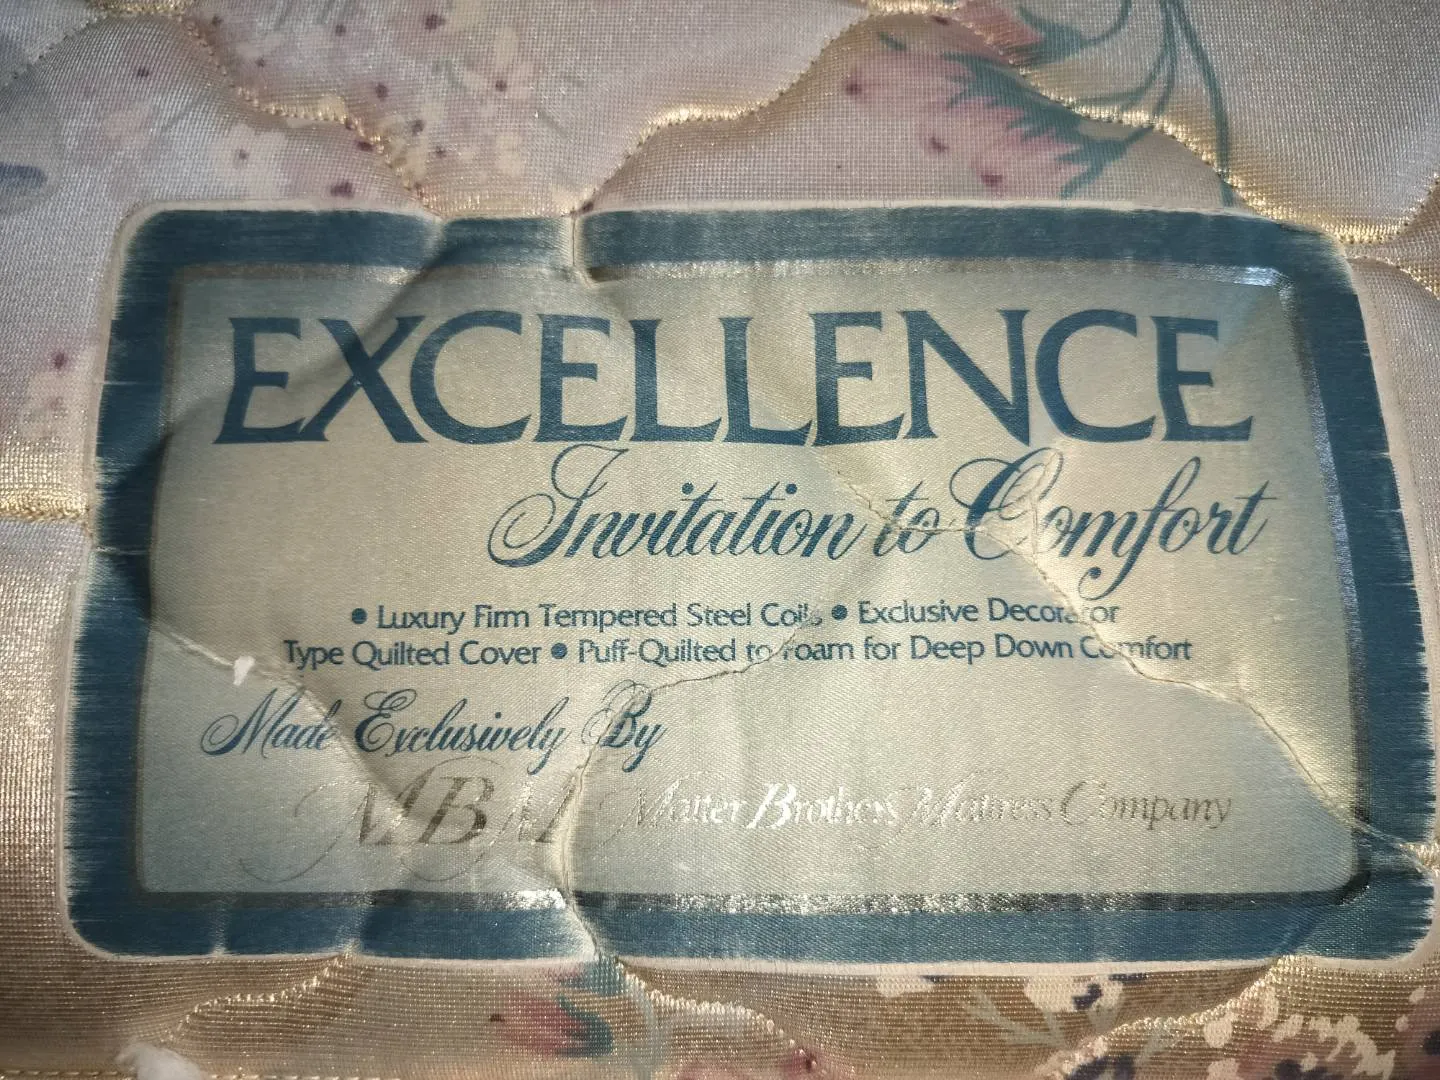 EXCELLENCE
Invitation to Comfort
• Luxury Firm Tempered Steel Coils • Exclusive Decorator
Type Quilted Cover • Puff-Quilted to Foam for Deep Down Comfort
Made Exclusively By
MBM Matter Brothers Mattress Company